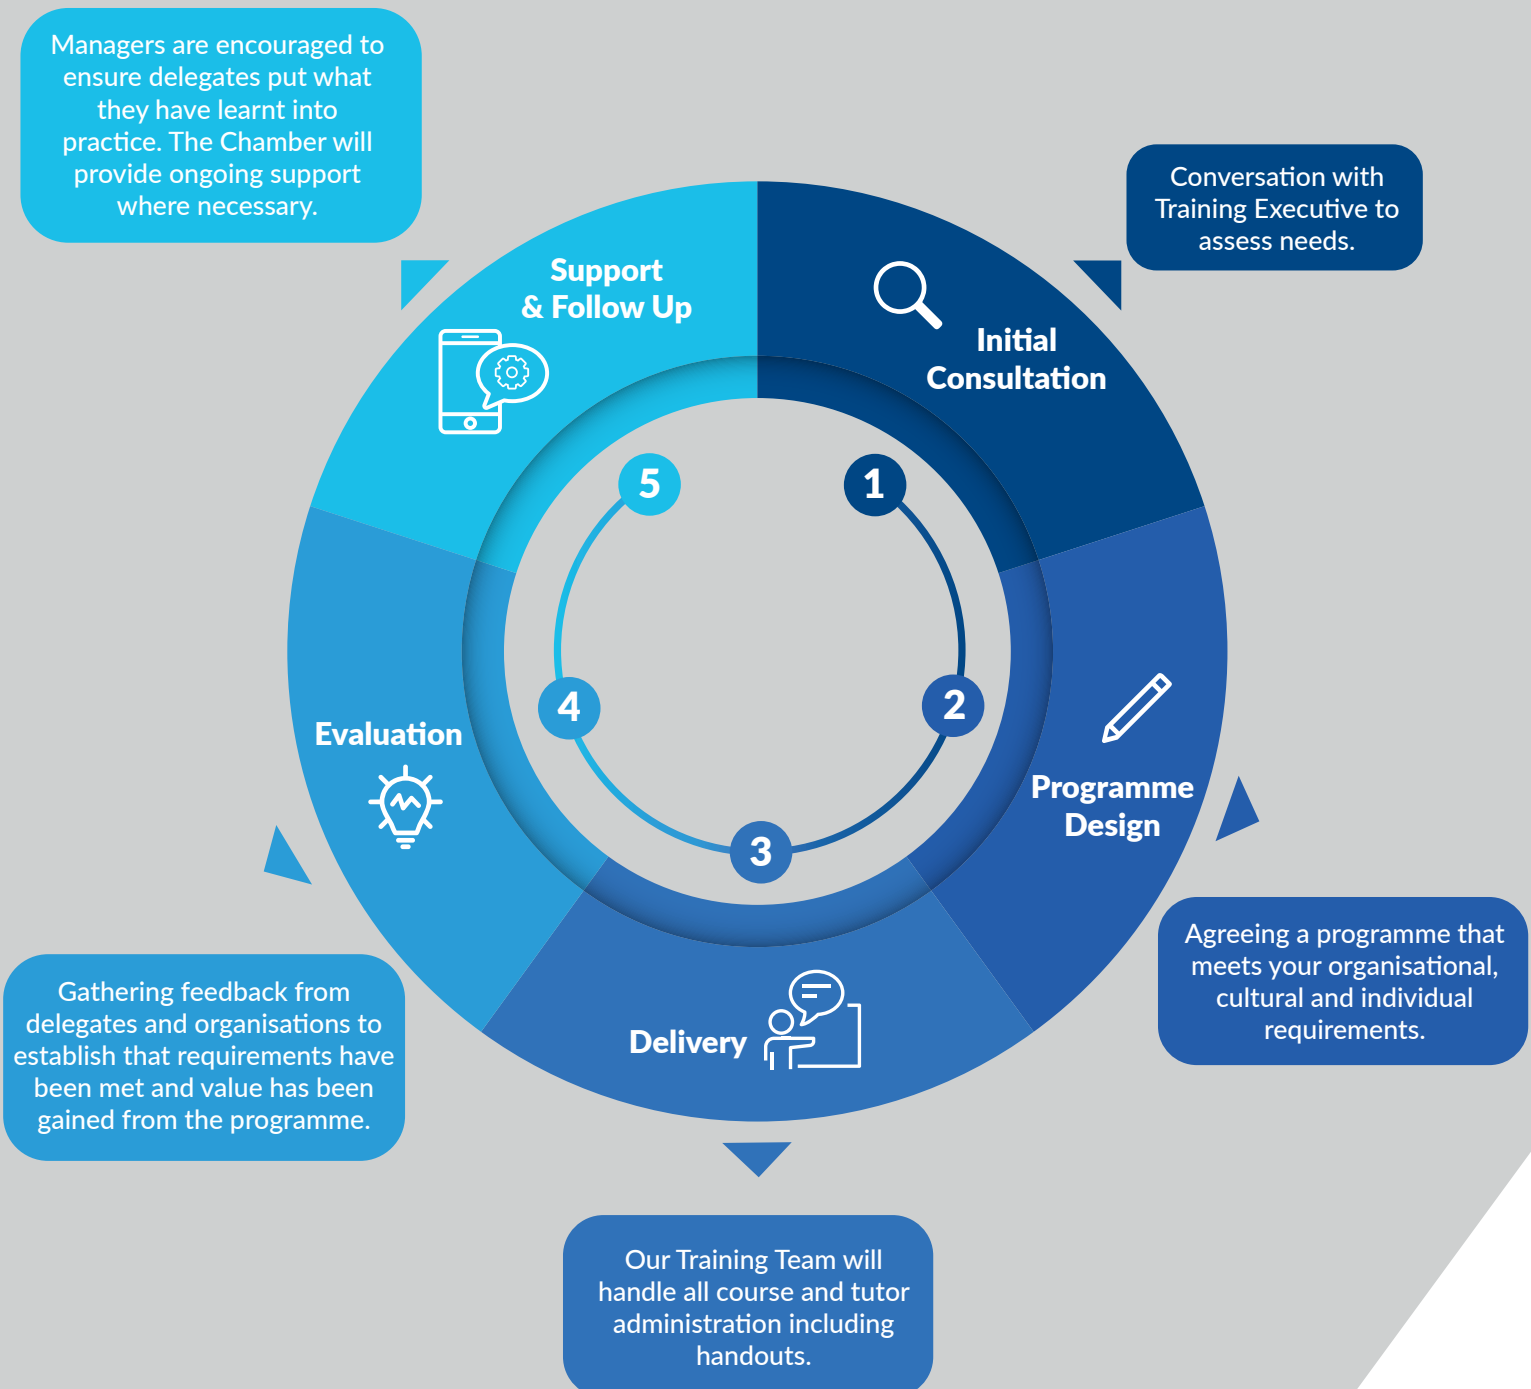 Managers are encouraged to
ensure delegates put what
they have learnt into
practice. The Chamber will
provide ongoing support
where necessary.
Conversation with
Training Executive to
assess needs.
Support
& Follow Up
Initial
Consultation
5
1
4
2
3
Evaluation
Programme
Design
Delivery
Agreeing a programme that
meets your organisational,
cultural and individual
requirements.
Gathering feedback from
delegates and organisations to
establish that requirements have
been met and value has been
gained from the programme.
Our Training Team will
handle all course and tutor
administration including
handouts.